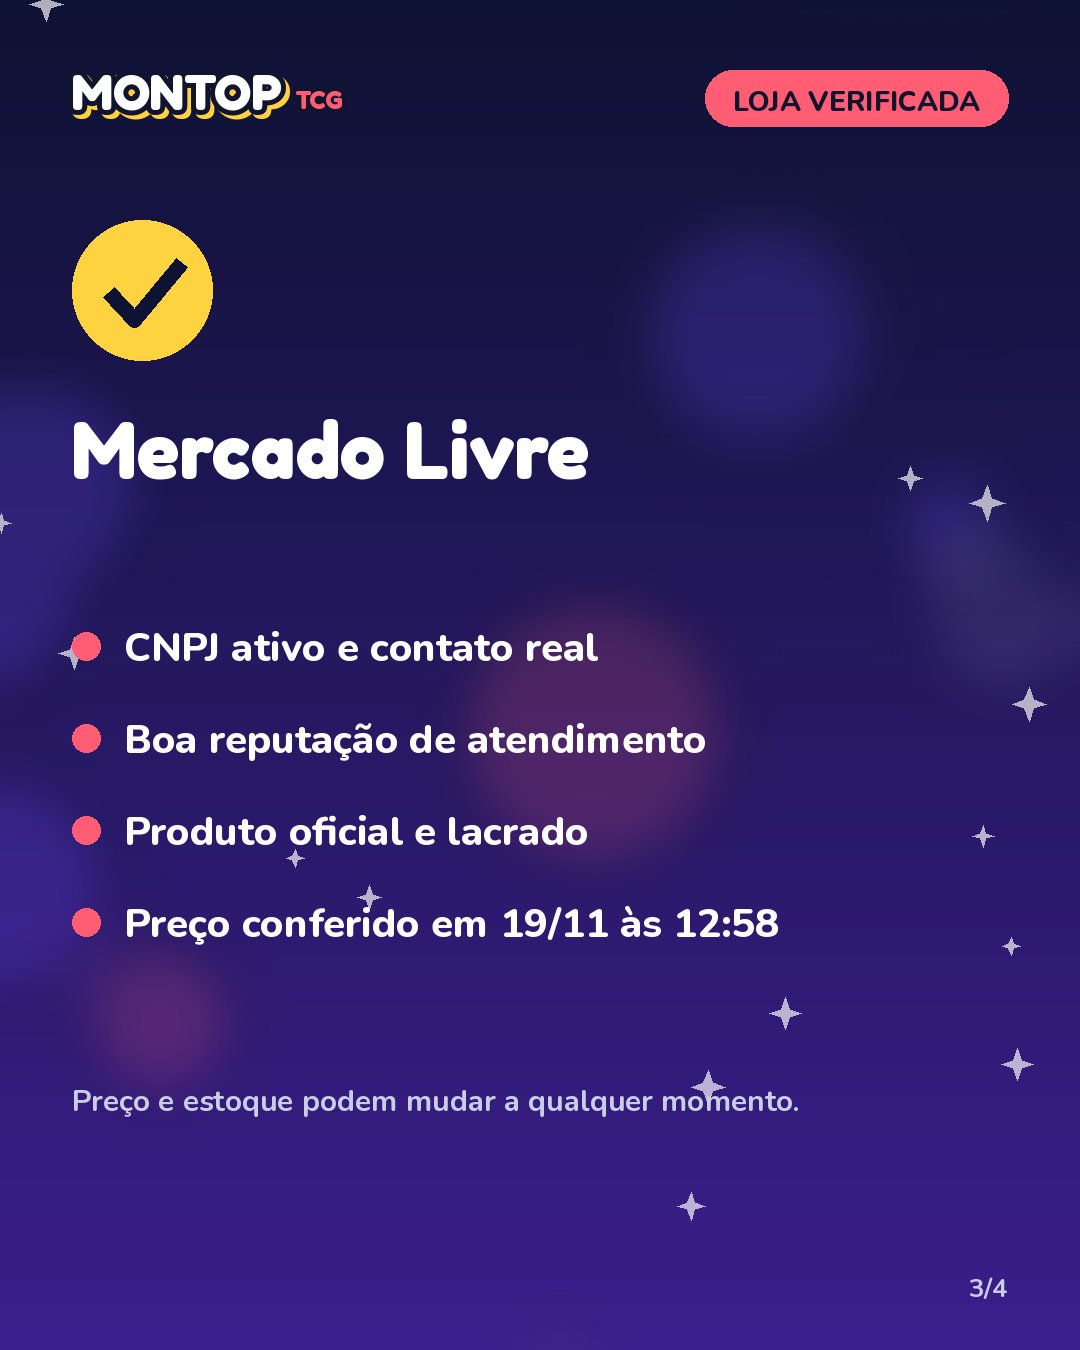 MONTOP TCG
LOJA VERIFICADA
Mercado Livre
CNPJ ativo e contato real
Boa reputação de atendimento
Produto oficial e lacrado
Preço conferido em 19/11 às 12:58
Preço e estoque podem mudar a qualquer momento.
3/4